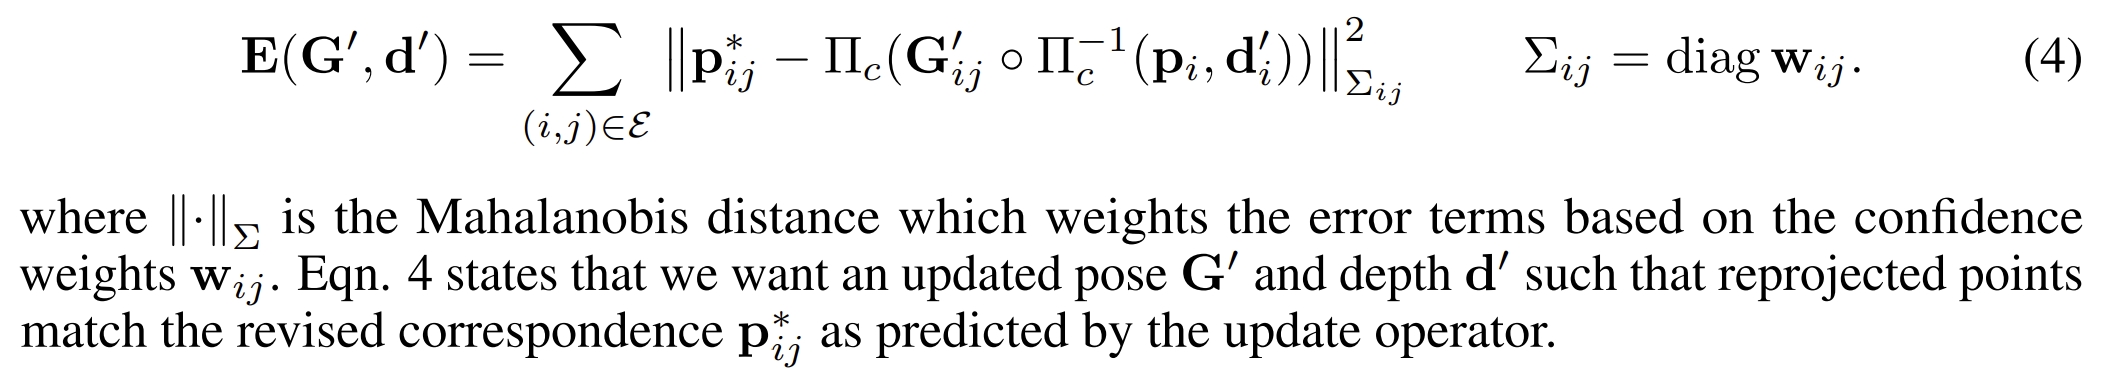 E(G′, d′) = ∑_{(i,j)∈ℰ} ‖p*_{ij} − Π_c(G′_{ij} ∘ Π_c^{−1}(p_i, d′_i))‖²_{Σ_{ij}}   Σ_{ij} = diag w_{ij}.   (4)
where ‖·‖_Σ is the Mahalanobis distance which weights the error terms based on the confidence
weights w_{ij}. Eqn. 4 states that we want an updated pose G′ and depth d′ such that reprojected points
match the revised correspondence p*_{ij} as predicted by the update operator.